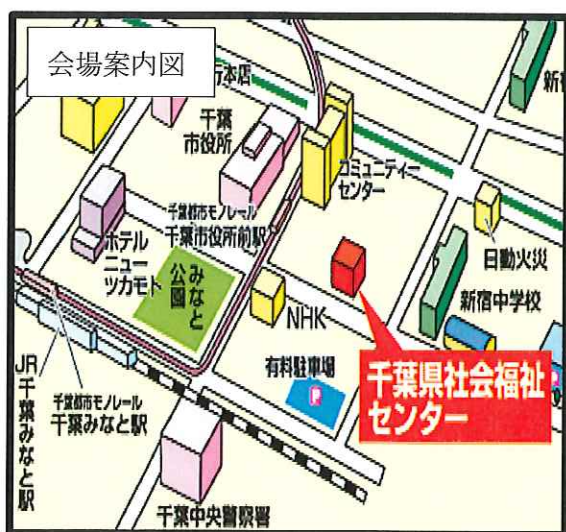 会場案内図
行本店
千葉
市役所
コミュニティー
センター
新宿
千葉都市モノレール
千葉市役所前駅
日動火災
ホテル
ニュー
ツカモト
みなと
公園
新宿中学校
NHK
有料駐車場
P
千葉県社会福祉
センター
P
JR
千葉みなと駅
千葉都市モノレール
千葉みなと駅
千葉中央警察署